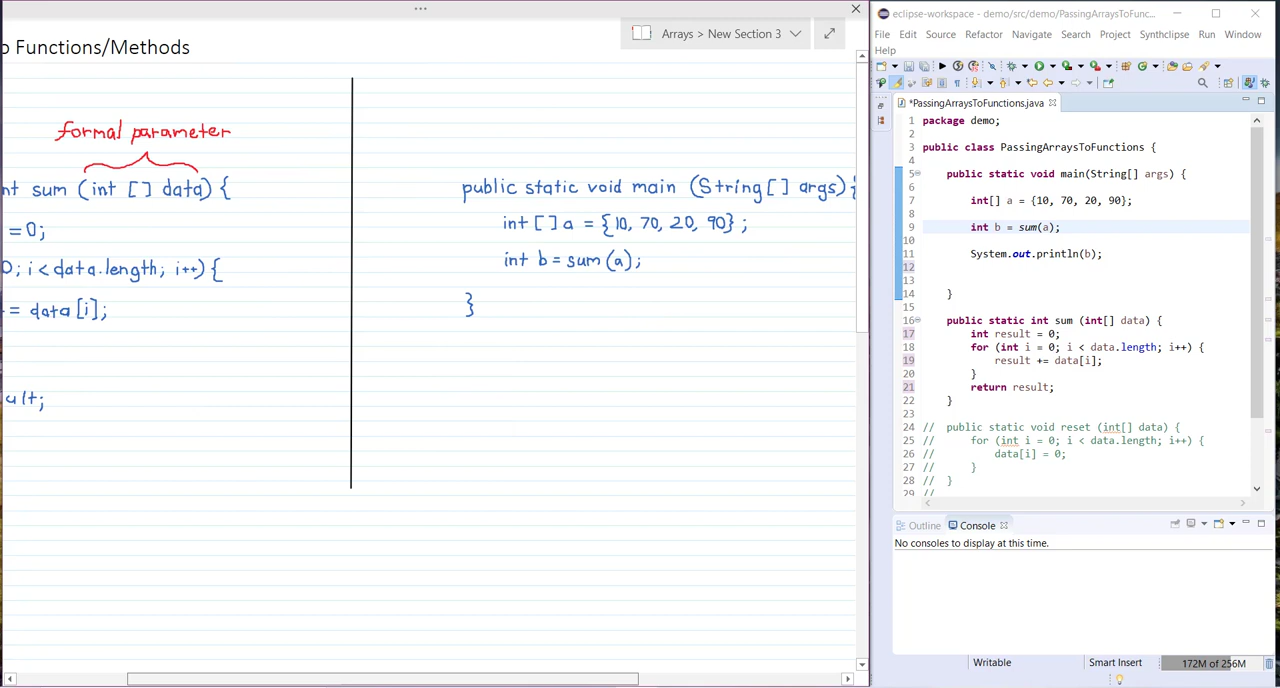 o Functions/Methods
Arrays > New Section 3
formal parameter
nt sum (int [] data) {
= 0;
0; i < data.length; i++) {
= data [i];
ult;
public static void main (String[] args) {
int [] a = {10, 70, 20, 90};
int b = sum (a);
}
eclipse-workspace - demo/src/demo/PassingArraysToFunc...
File Edit Source Refactor Navigate Search Project Synthclipse Run Window
Help
*PassingArraysToFunctions.java
1 package demo;
2
3 public class PassingArraysToFunctions {
4
5 public static void main(String[] args) {
6
7 int[] a = {10, 70, 20, 90};
8
9 int b = sum(a);
10
11 System.out.println(b);
12
13
14 }
15
16 public static int sum (int[] data) {
17 int result = 0;
18 for (int i = 0; i < data.length; i++) {
19 result += data[i];
20 }
21 return result;
22 }
23
24 // public static void reset (int[] data) {
25 // for (int i = 0; i < data.length; i++) {
26 // data[i] = 0;
27 // }
28 // }
29 //
Outline Console
No consoles to display at this time.
Writable Smart Insert 172M of 256M